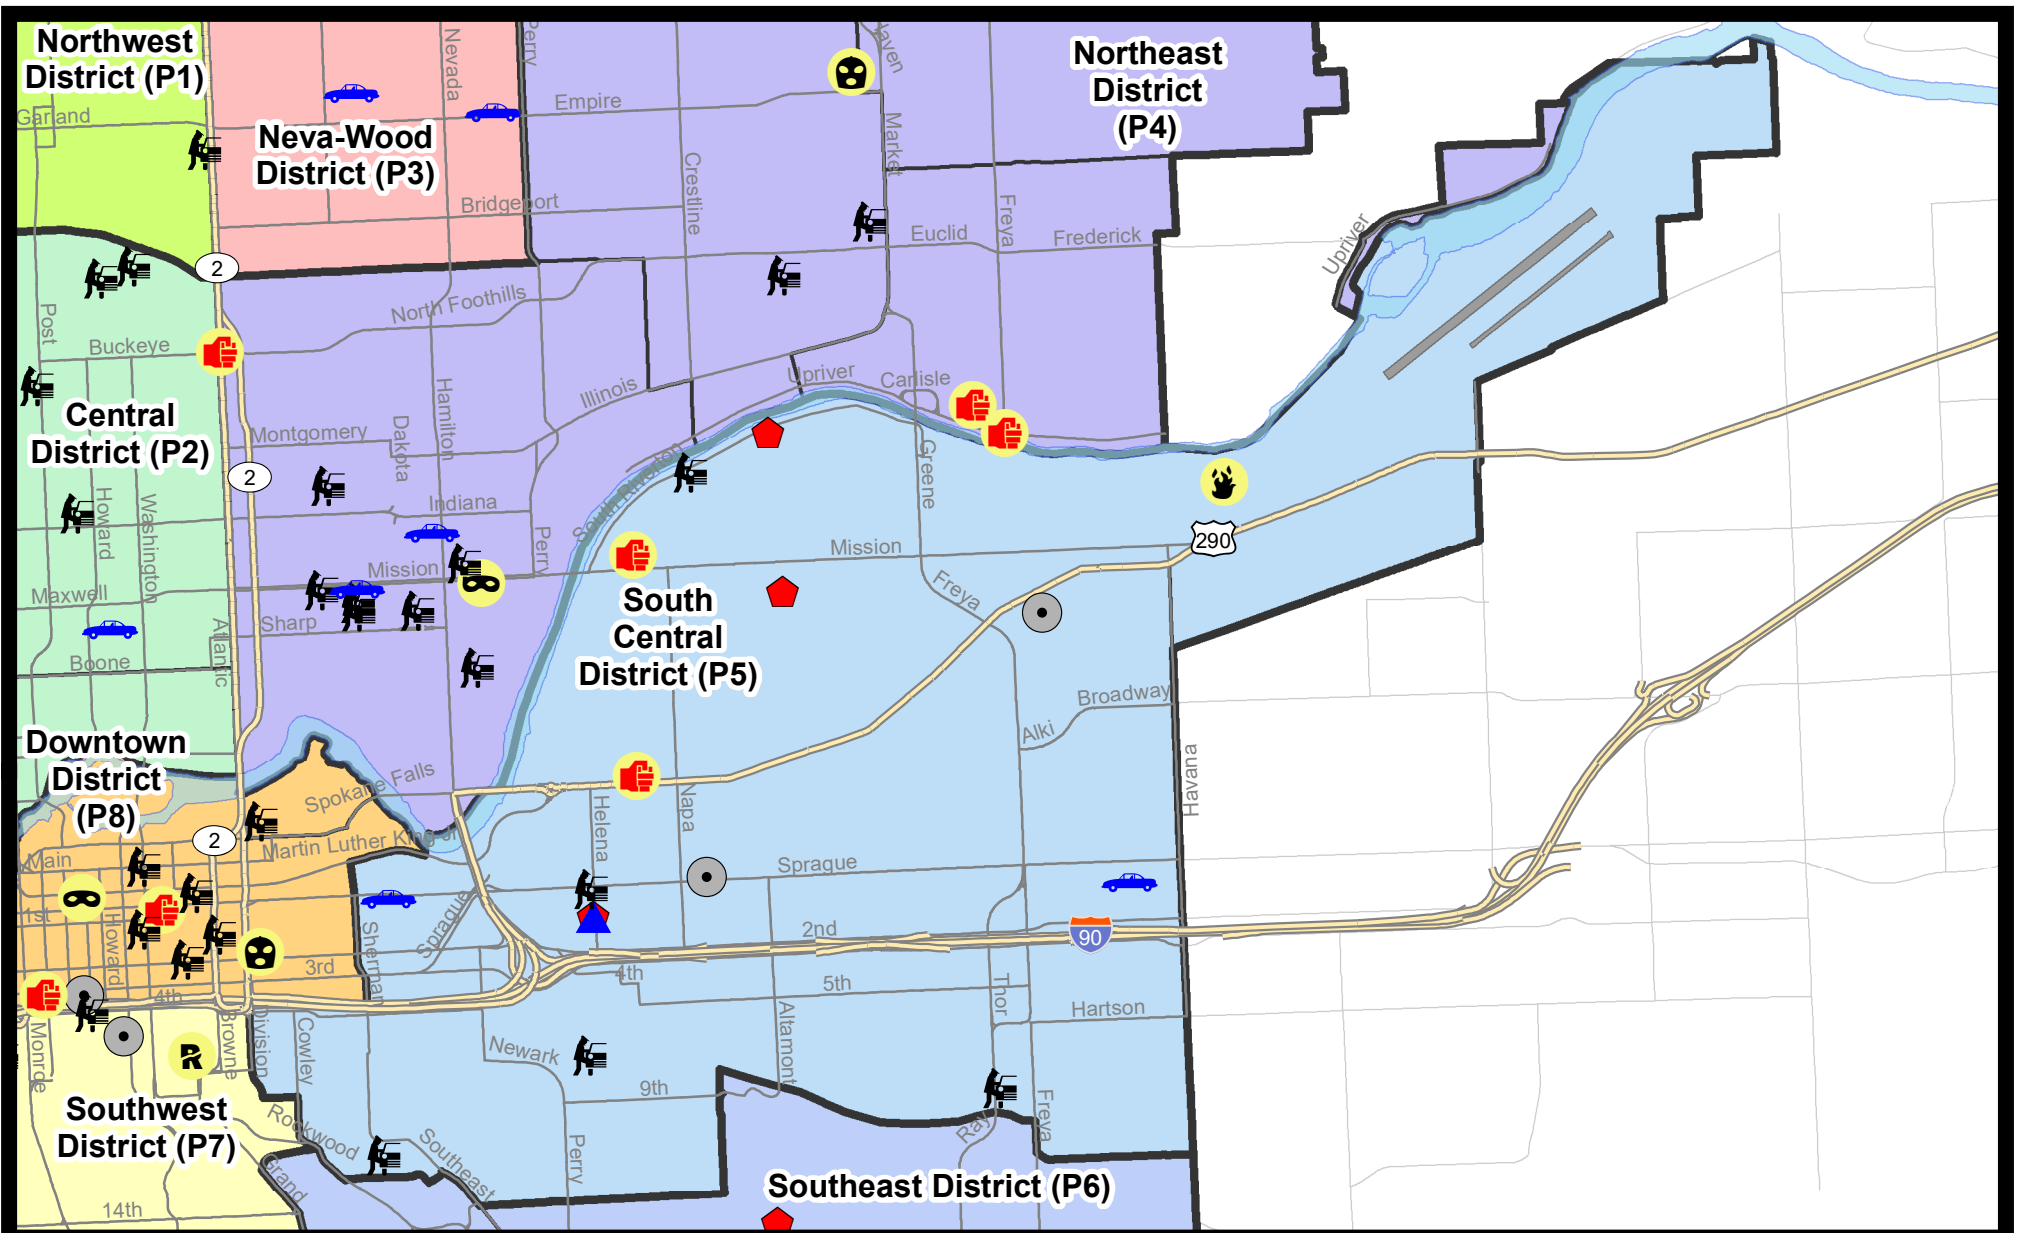 Northwest
District (P1)
Garland
Nevada
Perry
Haven
Empire
Neva-Wood
District (P3)
Northeast
District
(P4)
Market
Crestline
Bridgeport
Freya
Euclid
Frederick
Upriver
2
Post
North Foothills
Buckeye
Central
District (P2)
Hamilton
Illinois
Upriver
Carlisle
Montgomery
Dakota
2
Greene
South Riverton
Howard
Washington
Indiana
Perry
Mission
290
Mission
Maxwell
Freya
South
Central
District (P5)
Sharp
Atlantic
Boone
Broadway
Alki
Havana
Downtown
District
(P8)
Spokane
Falls
Helena
Napa
2
Martin Luther King Jr
Main
Sprague
1st
Howard
Sherman
Sprague
2nd
90
3rd
4th
5th
4th
Thor
Hartson
Altamont
Monroe
Browne
Division
Cowley
Newark
9th
R
Southwest
District (P7)
Rockwood
Southeast
Perry
Ray
Freya
Grand
Southeast District (P6)
14th